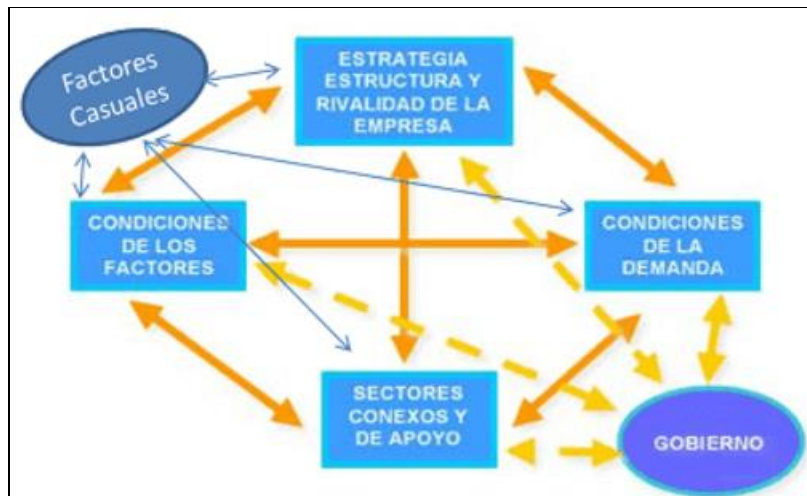 Factores
Casuales
ESTRATEGIA
ESTRUCTURA Y
RIVALIDAD DE LA
EMPRESA
CONDICIONES
DE LOS
FACTORES
CONDICIONES
DE LA
DEMANDA
SECTORES
CONEXOS Y
DE APOYO
GOBIERNO